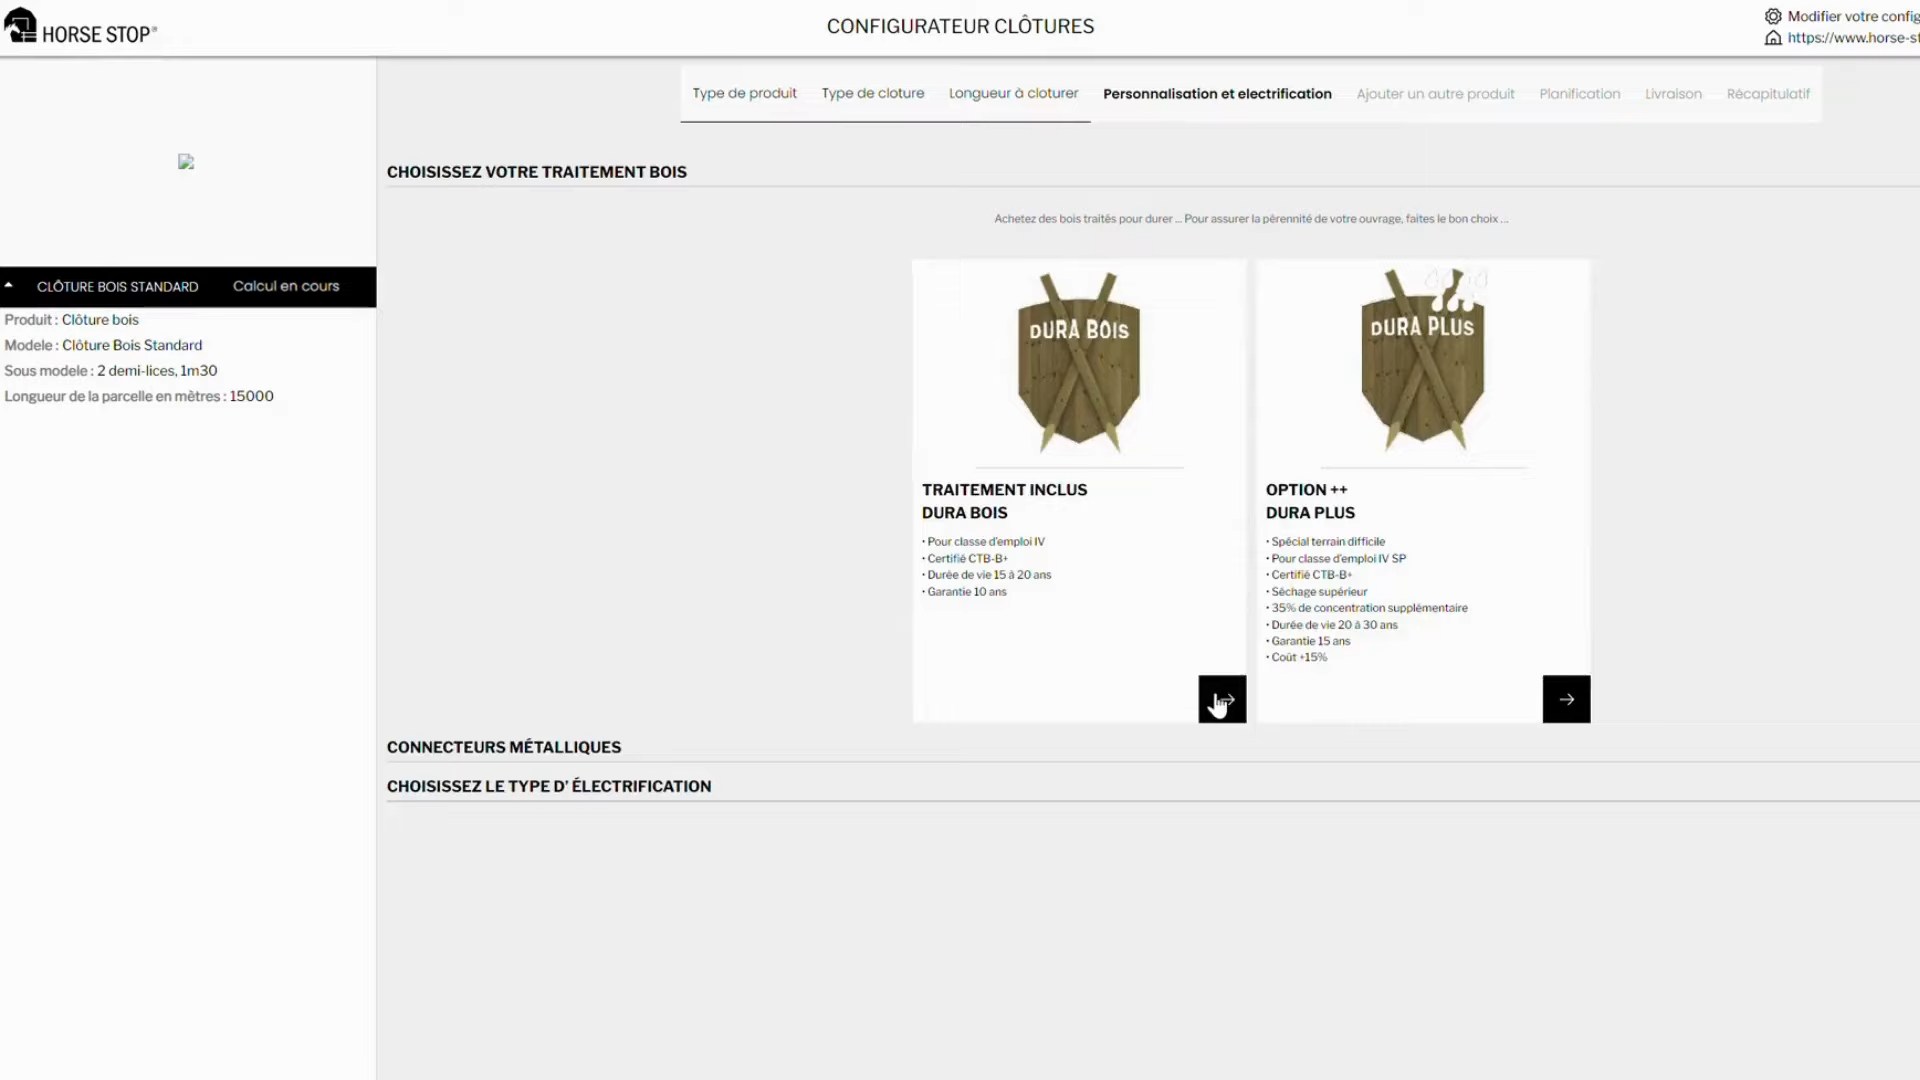 HORSE STOP®
CONFIGURATEUR CLÔTURES
Modifier votre config
https://www.horse-st
Type de produit
Type de cloture
Longueur à cloturer
Personnalisation et electrification
Ajouter un autre produit
Planification
Livraison
Récapitulatif
CHOISISSEZ VOTRE TRAITEMENT BOIS
Achetez des bois traités pour durer ... Pour assurer la pérennité de votre ouvrage, faites le bon choix ...
CLÔTURE BOIS STANDARD
Calcul en cours
Produit : Clôture bois
Modele : Clôture Bois Standard
Sous modele : 2 demi-lices, 1m30
Longueur de la parcelle en mètres : 15000
DURA BOIS
TRAITEMENT INCLUS
DURA BOIS
• Pour classe d'emploi IV
• Certifié CTB-B+
• Durée de vie 15 à 20 ans
• Garantie 10 ans
DURA PLUS
OPTION ++
DURA PLUS
• Spécial terrain difficile
• Pour classe d'emploi IV SP
• Certifié CTB-B+
• Séchage supérieur
• 35% de concentration supplémentaire
• Durée de vie 20 à 30 ans
• Garantie 15 ans
• Coût +15%
CONNECTEURS MÉTALLIQUES
CHOISISSEZ LE TYPE D' ÉLECTRIFICATION